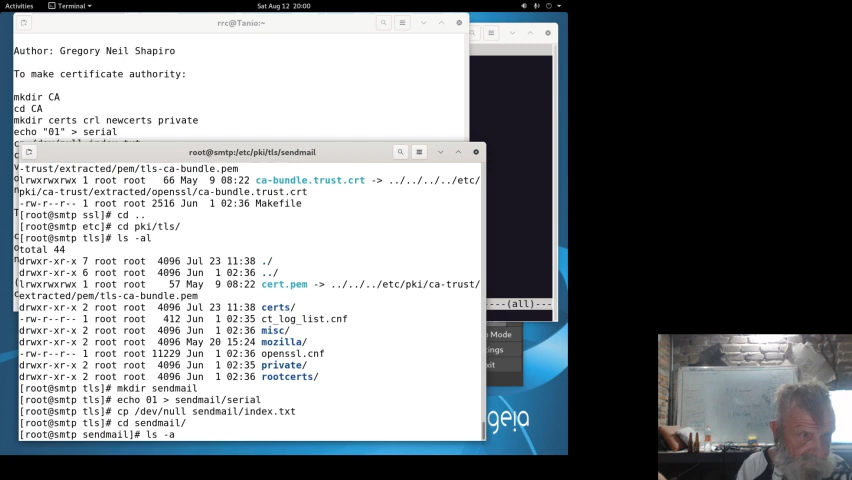 Activities
Terminal
Sat Aug 12 20:00
rrc@Tanio:~
Author: Gregory Neil Shapiro
To make certificate authority:
mkdir CA
cd CA
mkdir certs crl newcerts private
echo "01" > serial
root@smtp:/etc/pki/tls/sendmail
-trust/extracted/pem/tls-ca-bundle.pem
lrwxrwxrwx 1 root root   66 May  9 08:22 ca-bundle.trust.crt -> ../../../../etc/
pki/ca-trust/extracted/openssl/ca-bundle.trust.crt
-rw-r--r-- 1 root root 2516 Jun  1 02:36 Makefile
[root@smtp ssl]# cd ..
[root@smtp etc]# cd pki/tls/
[root@smtp tls]# ls -al
total 44
drwxr-xr-x 7 root root  4096 Jul 23 11:38 ./
drwxr-xr-x 6 root root  4096 Jun  1 02:36 ../
lrwxrwxrwx 1 root root    57 May  9 08:22 cert.pem -> ../../../etc/pki/ca-trust/
extracted/pem/tls-ca-bundle.pem
drwxr-xr-x 2 root root  4096 Jul 23 11:38 certs/
-rw-r--r-- 1 root root   412 Jun  1 02:35 ct_log_list.cnf
drwxr-xr-x 2 root root  4096 Jun  1 02:36 misc/
drwxr-xr-x 2 root root  4096 May 20 15:24 mozilla/
-rw-r--r-- 1 root root 11229 Jun  1 02:36 openssl.cnf
drwxr-xr-x 2 root root  4096 Jun  1 02:35 private/
drwxr-xr-x 2 root root  4096 Jun  1 02:36 rootcerts/
[root@smtp tls]# mkdir sendmail
[root@smtp tls]# echo 01 > sendmail/serial
[root@smtp tls]# cp /dev/null sendmail/index.txt
[root@smtp tls]# cd sendmail/
[root@smtp sendmail]# ls -a
----(all)---
Mode
geia